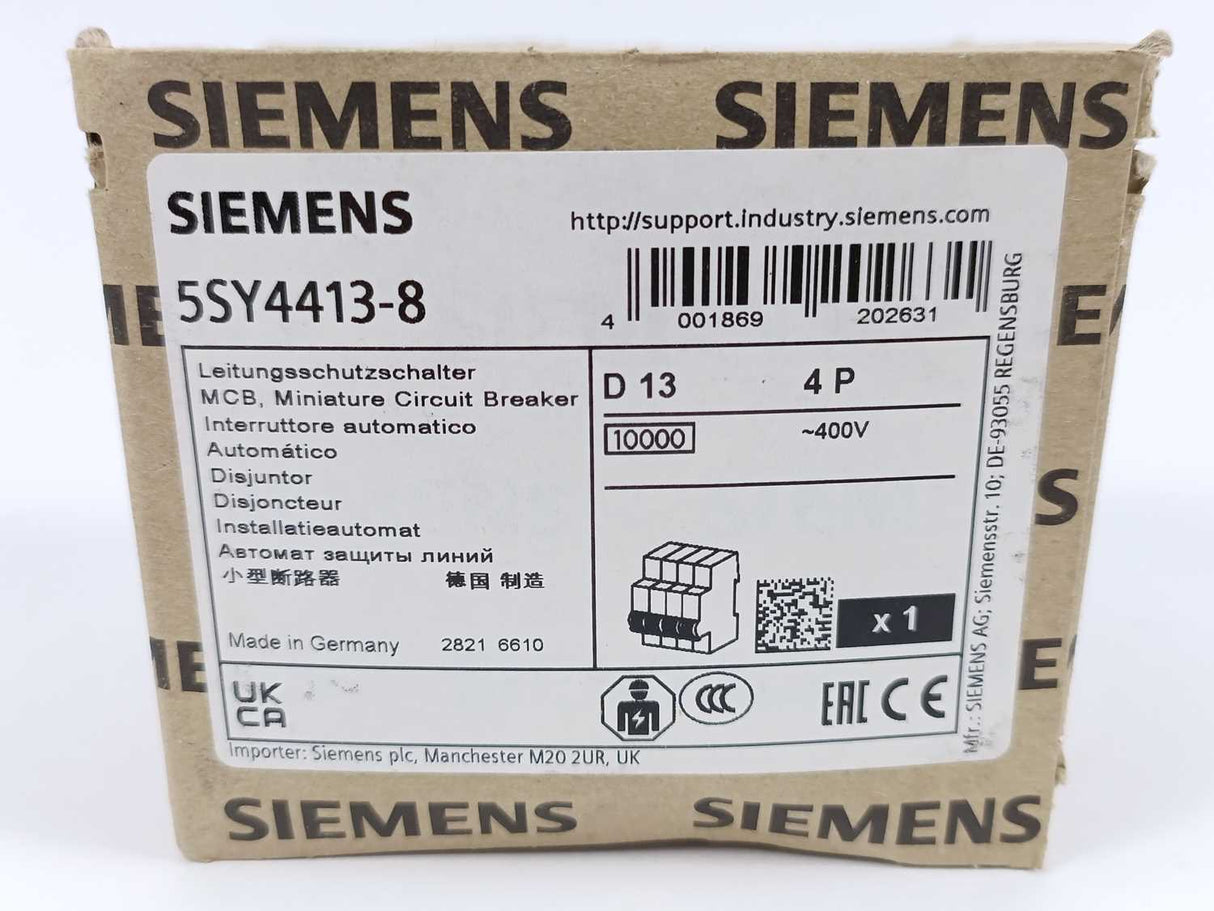 SIEMENS SIEMENS
SIEMENS
http://support.industry.siemens.com
5SY4413-8
4 001869 202631
Leitungsschutzschalter
MCB, Miniature Circuit Breaker
Interruttore automatico
Automático
Disjuntor
Disjoncteur
Installatieautomat
Автомат защиты линий
小型断路器 德国 制造
Made in Germany 2821 6610
D 13 4 P
10000 ~400V
x 1
UK
CA
CCC
EAC CE
Importer: Siemens plc, Manchester M20 2UR, UK
Mfr.: SIEMENS AG; Siemensstr. 10; DE-93055 REGENSBURG
SIEMENS SIEMENS